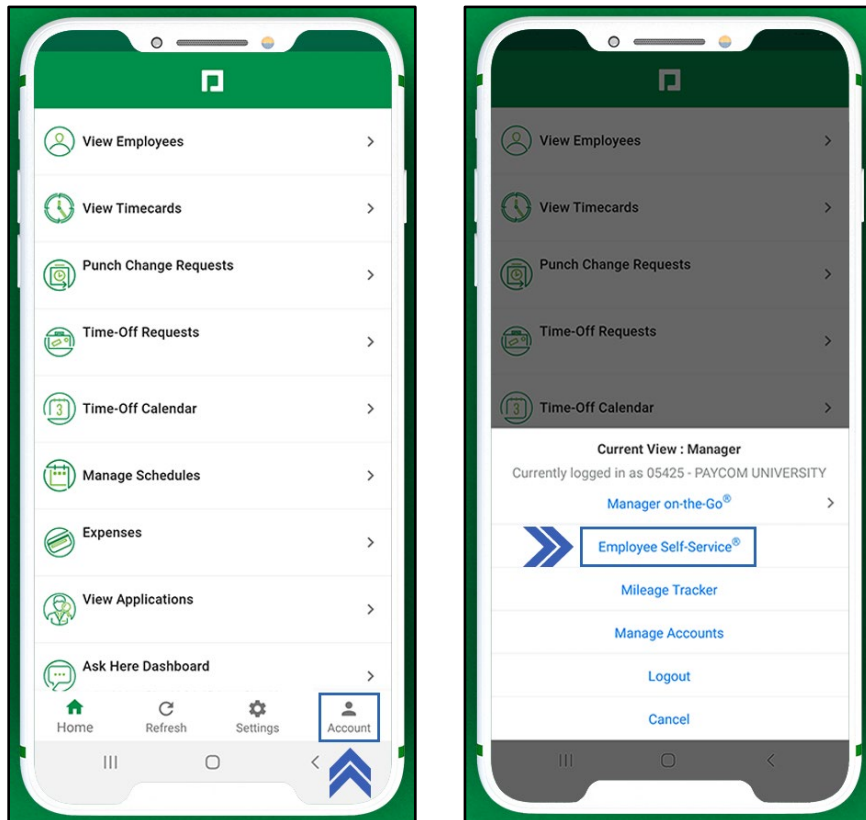 View Employees
View Timecards
Punch Change Requests
Time-Off Requests
3
Time-Off Calendar
Manage Schedules
Expenses
View Applications
Ask Here Dashboard
Home
Refresh
Settings
Account
View Employees
View Timecards
Punch Change Requests
Time-Off Requests
3
Time-Off Calendar
Current View : Manager
Currently logged in as 05425 - PAYCOM UNIVERSITY
Manager on-the-Go®
Employee Self-Service®
Mileage Tracker
Manage Accounts
Logout
Cancel